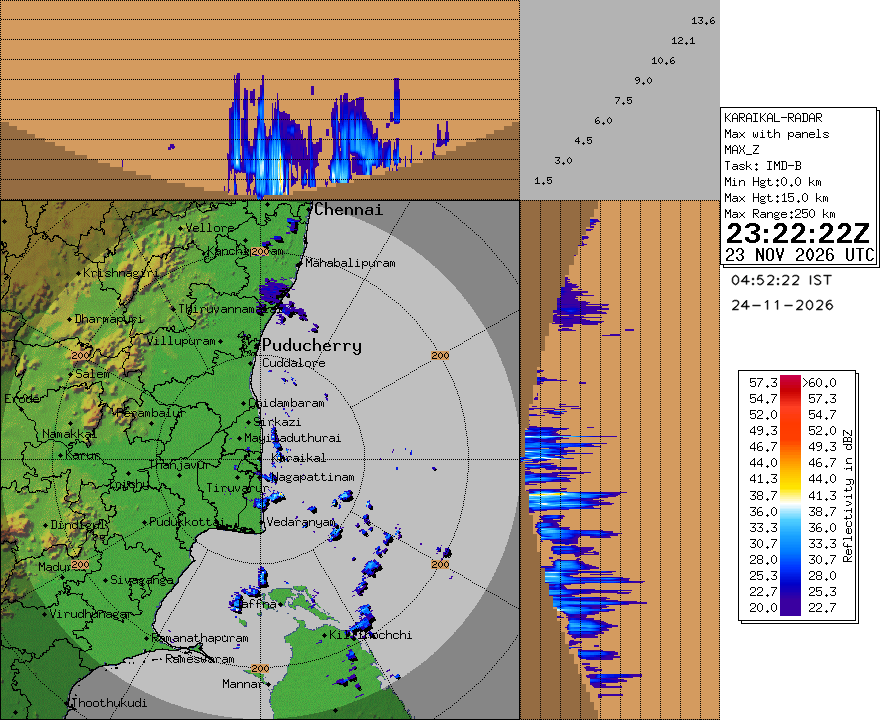 13.6
12.1
10.6
9.0
7.5
6.0
4.5
3.0
1.5
KARAIKAL-RADAR
Max with panels
MAX_Z
Task: IMD-B
Min Hgt:0.0 km
Max Hgt:15.0 km
Max Range:250 km
23:22:22Z
23 NOV 2026 UTC
04:52:22 IST
24-11-2026
Chennai
Vellore
200
Mahabalipuram
Krishnagiri
Dharmapuri
Villupuram
Puducherry
200
200
Cuddalore
Salem
Chidambaram
Perambalur
Sirkazi
Namakkal
Karur
Karaikal
Thanjavur
Nagapattinam
Dindigul
Pudukkottai
Vedaranyam
200
200
Sivaganga
Virudhunagar
Ramanathapuram
Rameswaram
200
Mannar
Thoothukudi
57.3 >60.0
54.7 57.3
52.0 54.7
49.3 52.0
46.7 49.3
44.0 46.7
41.3 44.0
38.7 41.3
36.0 38.7
33.3 36.0
30.7 33.3
28.0 30.7
25.3 28.0
22.7 25.3
20.0 22.7
Reflectivity in dBZ